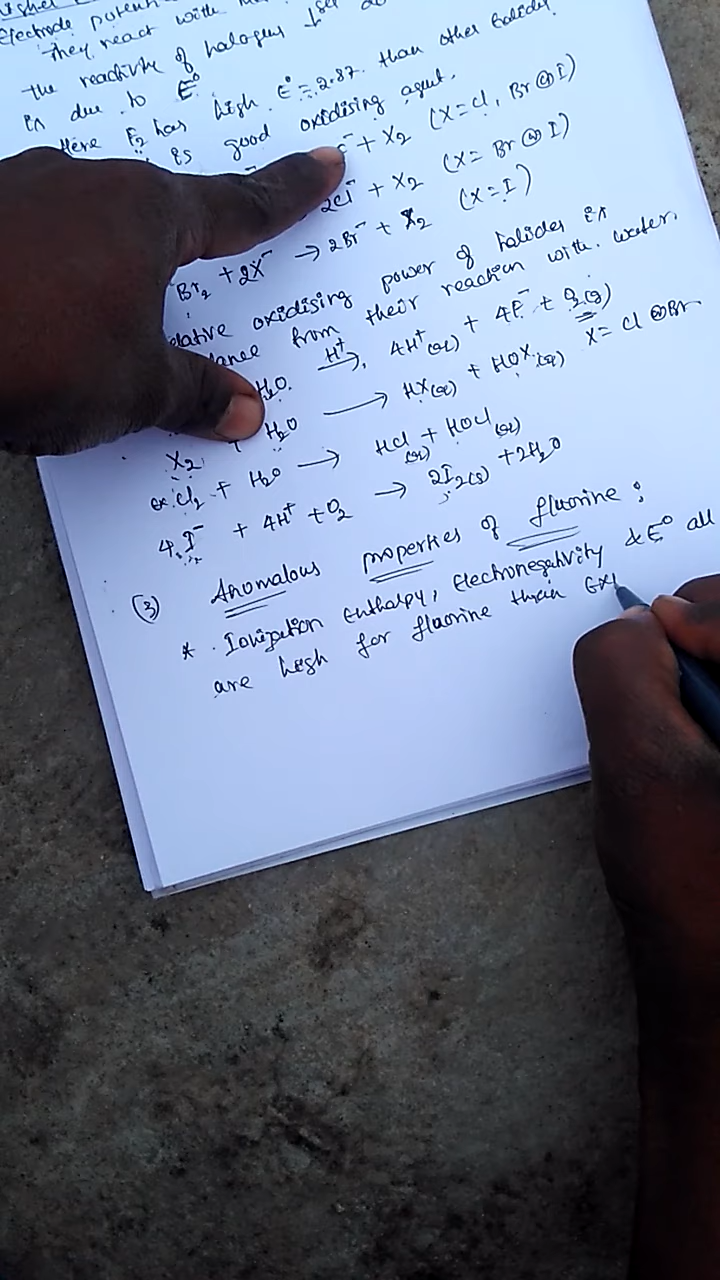 Electrode potent
They react with
the reactivity of halogens ↓ses
is due to E°
Here F2 has high E° = 2.87. than other halides.
is good oxidising agent.
+ X2 (X = Cl, Br (or) I)
2Cl⁻ + X2 (X = Br (or) I)
Br2 + 2X⁻ → 2Br⁻ + X2 (X = I)
elative oxidising power of halides is
from their reaction with water.
H2O. H⁺→ 4H⁺(aq) + 4F⁻ + O2(g)
X2 + H2O → HX(aq) + HOX(aq) X = Cl (or) Br
ex: Cl2 + H2O → HCl(aq) + HOCl(aq)
4.I⁻ + 4H⁺ + O2 → 2I2(s) + 2H2O
(3) Anomalous properties of fluorine :
* . Ionization enthalpy, Electronegativity & E° all
are high for fluorine than